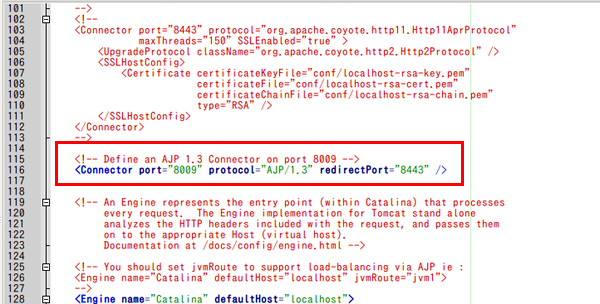 101 -->
102 <!--
103 <Connector port="8443" protocol="org.apache.coyote.http11.Http11AprProtocol"
104 maxThreads="150" SSLEnabled="true" >
105 <UpgradeProtocol className="org.apache.coyote.http2.Http2Protocol" />
106 <SSLHostConfig>
107 <Certificate certificateKeyFile="conf/localhost-rsa-key.pem"
108 certificateFile="conf/localhost-rsa-cert.pem"
109 certificateChainFile="conf/localhost-rsa-chain.pem"
110 type="RSA" />
111 </SSLHostConfig>
112 </Connector>
113 -->
114
115 <!-- Define an AJP 1.3 Connector on port 8009 -->
116 <Connector port="8009" protocol="AJP/1.3" redirectPort="8443" />
117
118
119 <!-- An Engine represents the entry point (within Catalina) that processes
120 every request. The Engine implementation for Tomcat stand alone
121 analyzes the HTTP headers included with the request, and passes them
122 on to the appropriate Host (virtual host).
123 Documentation at /docs/config/engine.html -->
124
125 <!-- You should set jvmRoute to support load-balancing via AJP ie :
126 <Engine name="Catalina" defaultHost="localhost" jvmRoute="jvm1">
127 -->
128 <Engine name="Catalina" defaultHost="localhost">